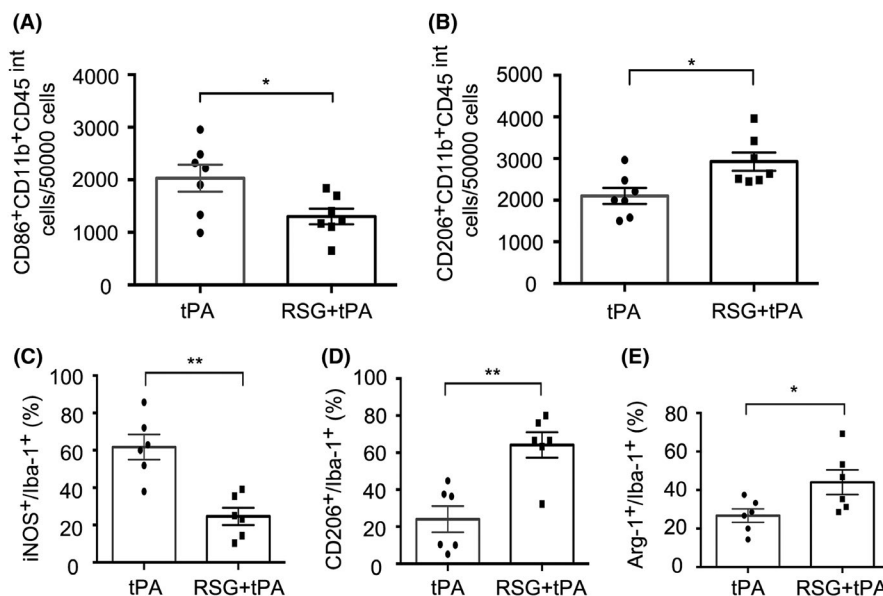 (A)
CD86⁺CD11b⁺CD45 ⁱⁿᵗ
cells/50000 cells
4000
3000
2000
1000
0
*
tPA
RSG+tPA
(B)
CD206⁺CD11b⁺CD45 ⁱⁿᵗ
cells/50000 cells
5000
4000
3000
2000
1000
0
*
tPA
RSG+tPA
(C)
iNOS⁺/Iba-1⁺ (%)
100
80
60
40
20
0
**
tPA
RSG+tPA
(D)
CD206⁺/Iba-1⁺ (%)
100
80
60
40
20
0
**
tPA
RSG+tPA
(E)
Arg-1⁺/Iba-1⁺ (%)
80
60
40
20
0
*
tPA
RSG+tPA